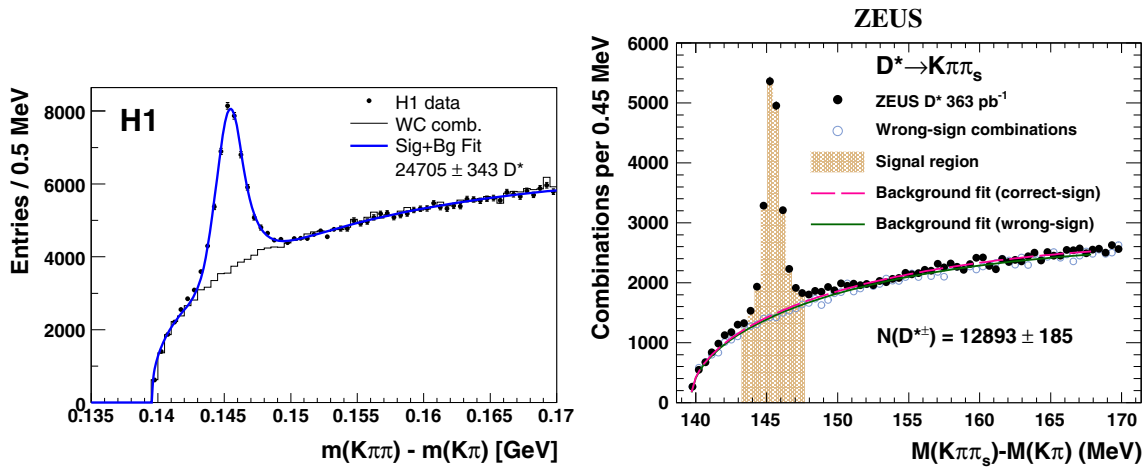 H1
H1 data
WC comb.
Sig+Bg Fit
24705 ± 343 D*
Entries / 0.5 MeV
8000
6000
4000
2000
0
0.135 0.14 0.145 0.15 0.155 0.16 0.165 0.17
m(Kππ) - m(Kπ) [GeV]
ZEUS
D*→Kππs
ZEUS D* 363 pb-1
Wrong-sign combinations
Signal region
Background fit (correct-sign)
Background fit (wrong-sign)
N(D*±) = 12893 ± 185
Combinations per 0.45 MeV
6000
5000
4000
3000
2000
1000
0
140 145 150 155 160 165 170
M(Kππs)-M(Kπ) (MeV)